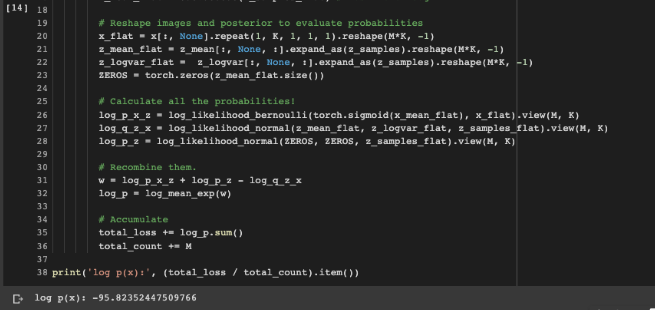 [14] 18
19 # Reshape images and posterior to evaluate probabilities
20 x_flat = x[:, None].repeat(1, K, 1, 1, 1).reshape(M*K, -1)
21 z_mean_flat = z_mean[:, None, :].expand_as(z_samples).reshape(M*K, -1)
22 z_logvar_flat =  z_logvar[:, None, :].expand_as(z_samples).reshape(M*K, -1)
23 ZEROS = torch.zeros(z_mean_flat.size())
24
25 # Calculate all the probabilities!
26 log_p_x_z = log_likelihood_bernoulli(torch.sigmoid(x_mean_flat), x_flat).view(M, K)
27 log_q_z_x = log_likelihood_normal(z_mean_flat, z_logvar_flat, z_samples_flat).view(M, K)
28 log_p_z = log_likelihood_normal(ZEROS, ZEROS, z_samples_flat).view(M, K)
29
30 # Recombine them.
31 w = log_p_x_z + log_p_z - log_q_z_x
32 log_p = log_mean_exp(w)
33
34 # Accumulate
35 total_loss += log_p.sum()
36 total_count += M
37
38 print('log p(x):', (total_loss / total_count).item())
log p(x): -95.82352447509766